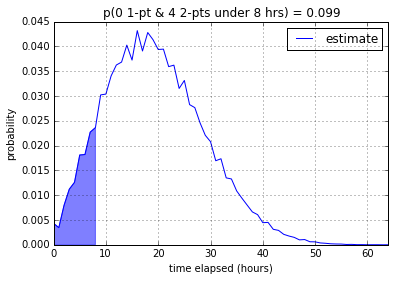 p(0 1-pt & 4 2-pts under 8 hrs) = 0.099
estimate
probability
0.045
0.040
0.035
0.030
0.025
0.020
0.015
0.010
0.005
0.000
0 10 20 30 40 50 60
time elapsed (hours)